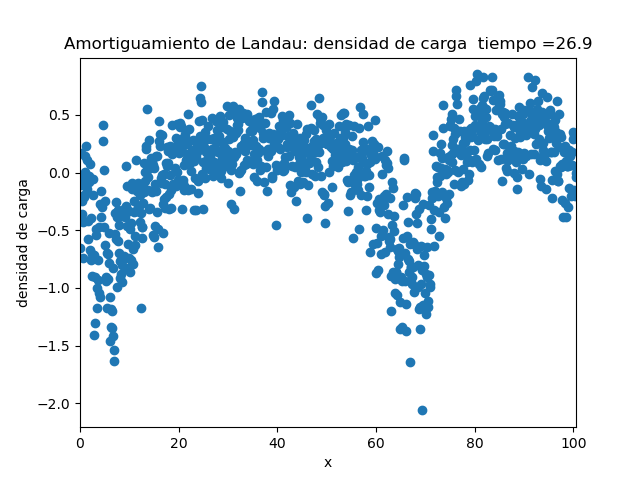 Amortiguamiento de Landau: densidad de carga  tiempo =26.9
densidad de carga
0.5
0.0
−0.5
−1.0
−1.5
−2.0
0 20 40 60 80 100
x